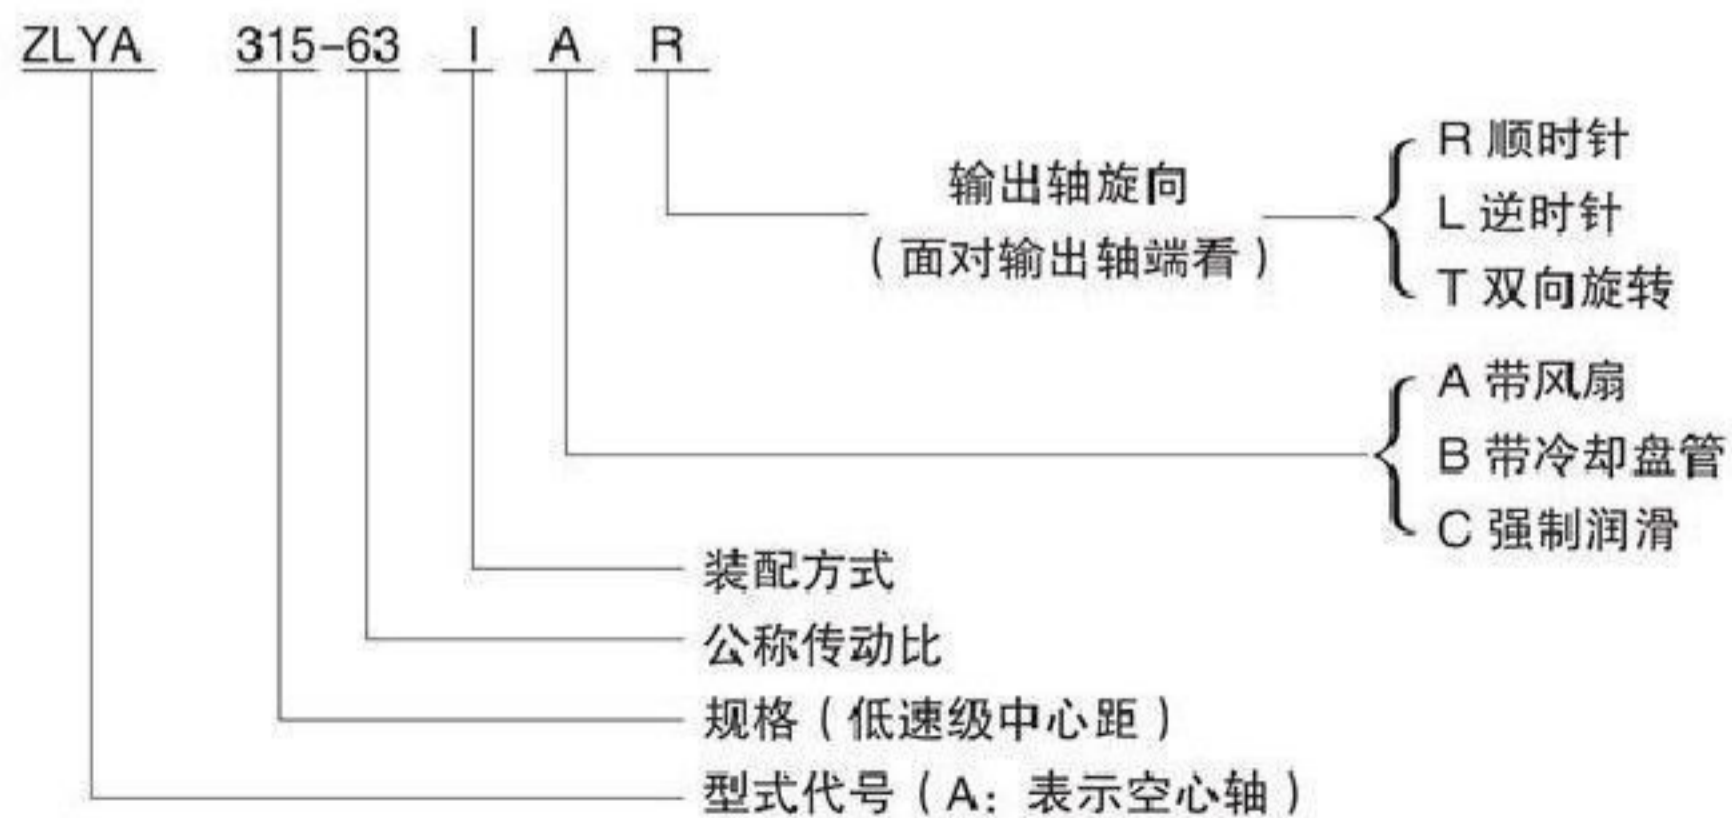 ZLYA 315-63 I A R
R 顺时针
输出轴旋向
L 逆时针
(面对输出轴端看)
T 双向旋转
A 带风扇
B 带冷却盘管
C 强制润滑
装配方式
公称传动比
规格(低速级中心距)
型式代号(A:表示空心轴)